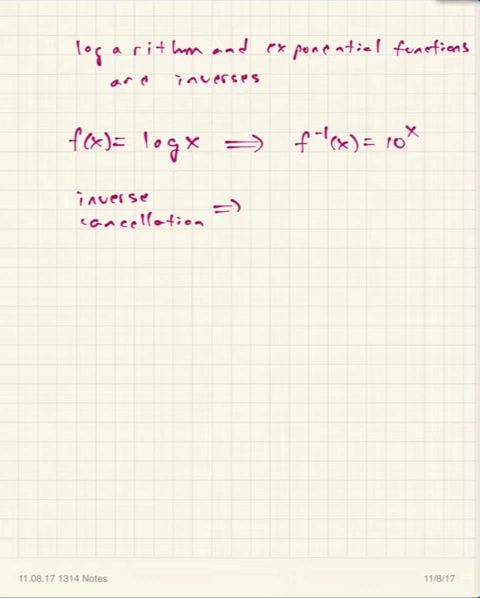 logarithm and exponential functions
are inverses
f(x) = log x ⟹ f⁻¹(x) = 10ˣ
inverse
cancellation ⟹
11.08.17 1314 Notes 11/8/17